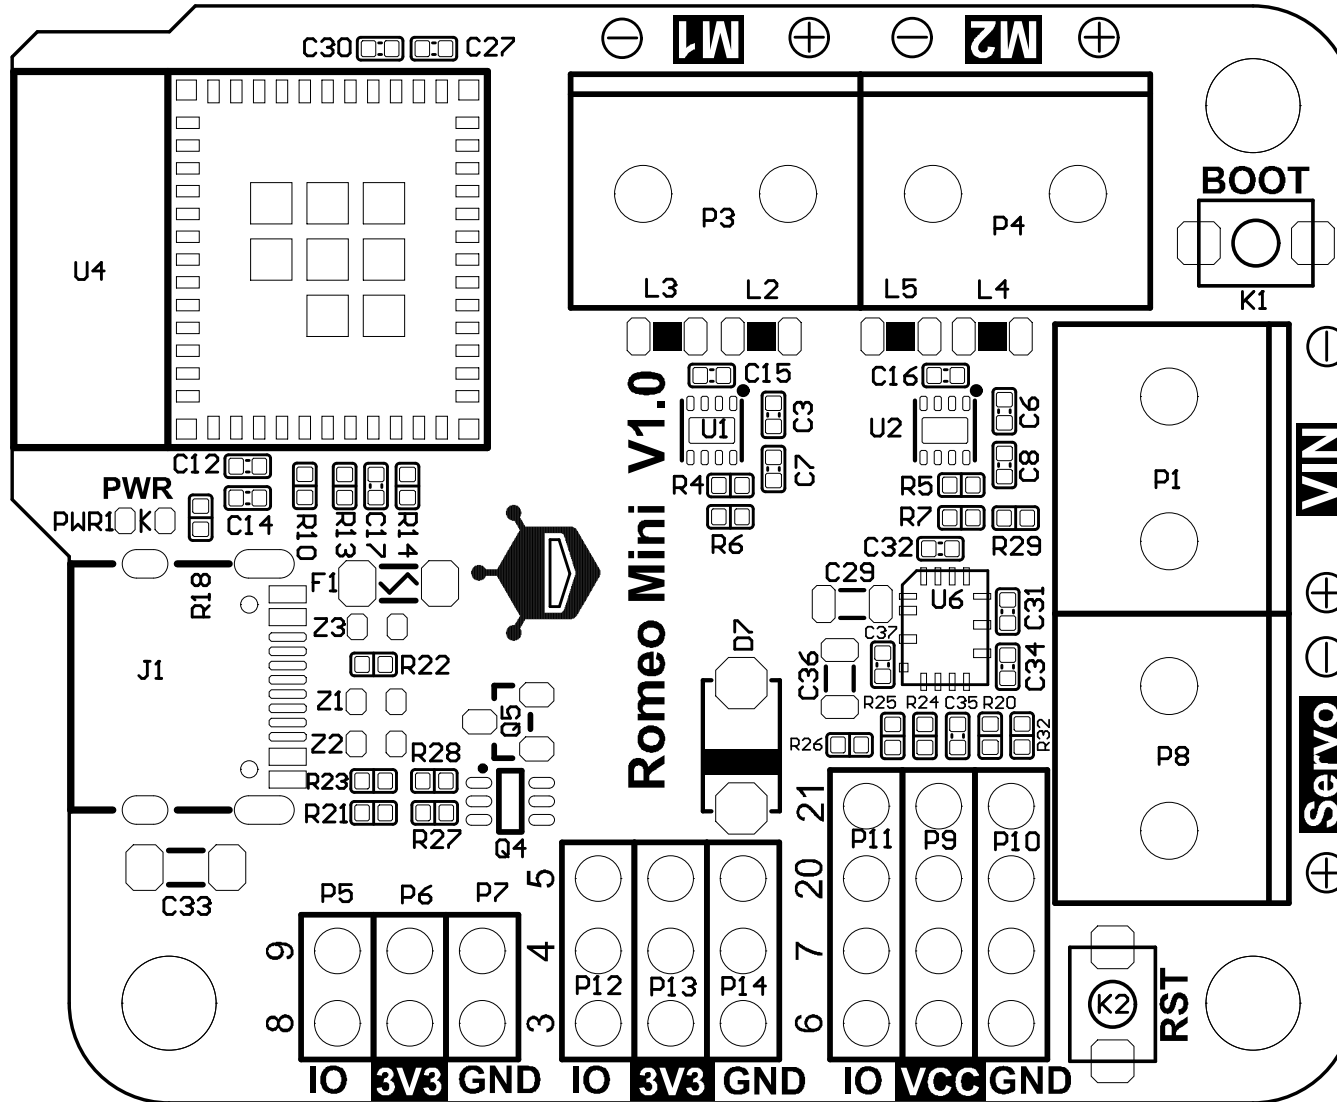 C30 C27
M1
M2
BOOT
K1
U4
P3
P4
L3 L2 L5 L4
C15
C16
C3
C6
U1
U2
C7
C8
R4
R5
R6
R7
R29
C32
C12
C14
PWR
PWR1 K
R10
R13
C17
R14
R18
F1
Z3
R22
J1
Z1
Z2
R23
R28
R21
R27
Q5
Q4
C33
Romeo Mini V1.0
D7
C29
U6
C31
C37
C34
C36
R25 R24 C35 R20
R26
R32
P1
VIN
P8
Servo
P5 P6 P7
9
8
IO 3V3 GND
5
4
3
P12 P13 P14
IO 3V3 GND
21
20
7
6
P11 P9 P10
IO VCC GND
K2
RST